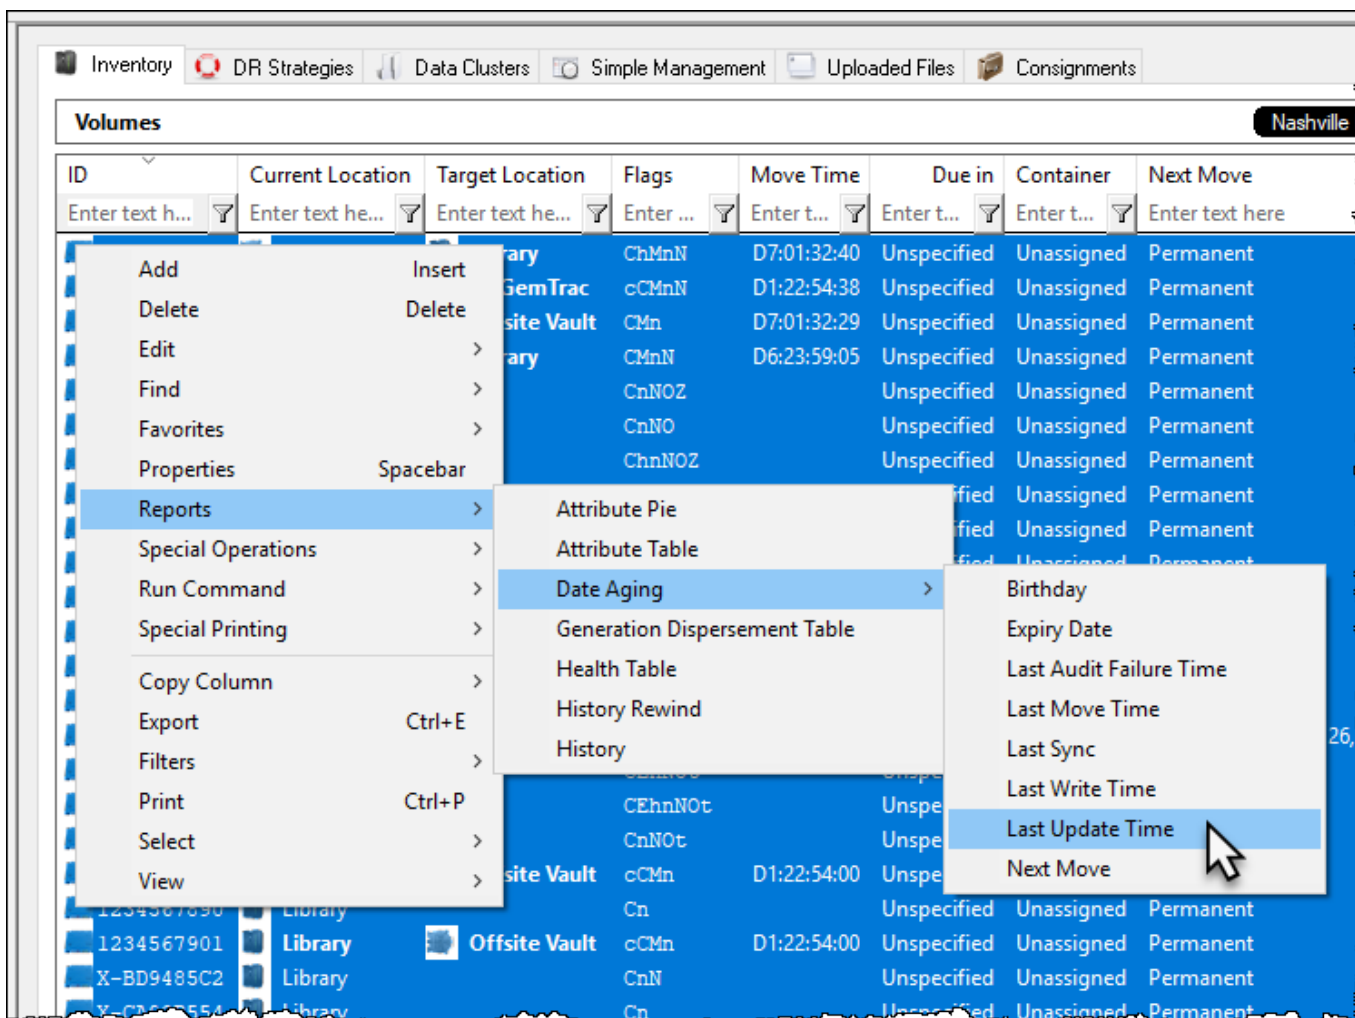 Inventory DR Strategies Data Clusters Simple Management Uploaded Files Consignments
Volumes Nashville
ID Current Location Target Location Flags Move Time Due in Container Next Move
Enter text h... Enter text he... Enter text he... Enter ... Enter t... Enter t... Enter t... Enter text here
ChMnN D7:01:32:40 Unspecified Unassigned Permanent
GemTrac cCMnN D1:22:54:38 Unspecified Unassigned Permanent
Vault CMn D7:01:32:29 Unspecified Unassigned Permanent
CMnN D6:23:59:05 Unspecified Unassigned Permanent
CnNOZ Unspecified Unassigned Permanent
CnNO Unspecified Unassigned Permanent
ChnNOZ Unspecified Unassigned Permanent
Unassigned Permanent
Unassigned Permanent
Add Insert
Delete Delete
Edit
Find
Favorites
Properties Spacebar
Reports
Special Operations
Run Command
Special Printing
Copy Column
Export Ctrl+E
Filters
Print Ctrl+P
Select
View
Attribute Pie
Attribute Table
Date Aging
Generation Dispersement Table
Health Table
History Rewind
History
Birthday
Expiry Date
Last Audit Failure Time
Last Move Time
Last Sync
Last Write Time
Last Update Time
Next Move
26,
CEhnNOt
CnNOt
Vault cCMn D1:22:54:00
1234567890 Library Cn Unspecified Unassigned Permanent
1234567901 Library Offsite Vault cCMn D1:22:54:00 Unspecified Unassigned Permanent
X-BD9485C2 Library CnN Unspecified Unassigned Permanent
Library Cn Unspecified Unassigned Permanent